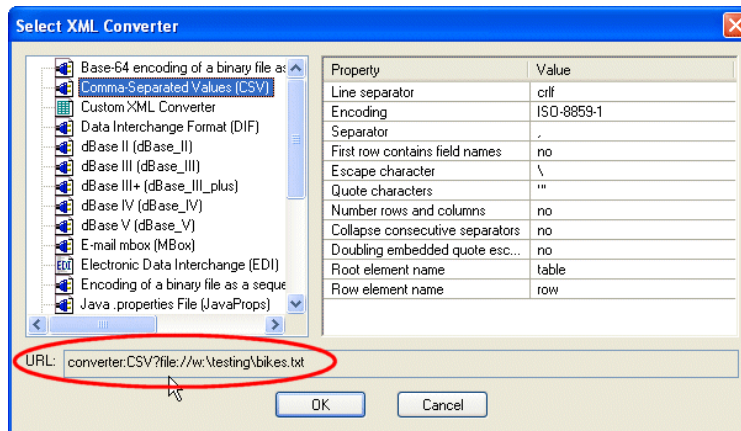 Select XML Converter
Base-64 encoding of a binary file as
Comma-Separated Values (CSV)
Custom XML Converter
Data Interchange Format (DIF)
dBase II (dBase_II)
dBase III (dBase_III)
dBase III+ (dBase_III_plus)
dBase IV (dBase_IV)
dBase V (dBase_V)
E-mail mbox (MBox)
EDI Electronic Data Interchange (EDI)
Encoding of a binary file as a seque
Java .properties File (JavaProps)
Property Value
Line separator crlf
Encoding ISO-8859-1
Separator ,
First row contains field names no
Escape character \
Quote characters '"
Number rows and columns no
Collapse consecutive separators no
Doubling embedded quote esc... no
Root element name table
Row element name row
URL: converter:CSV?file://w:\testing\bikes.txt
OK Cancel